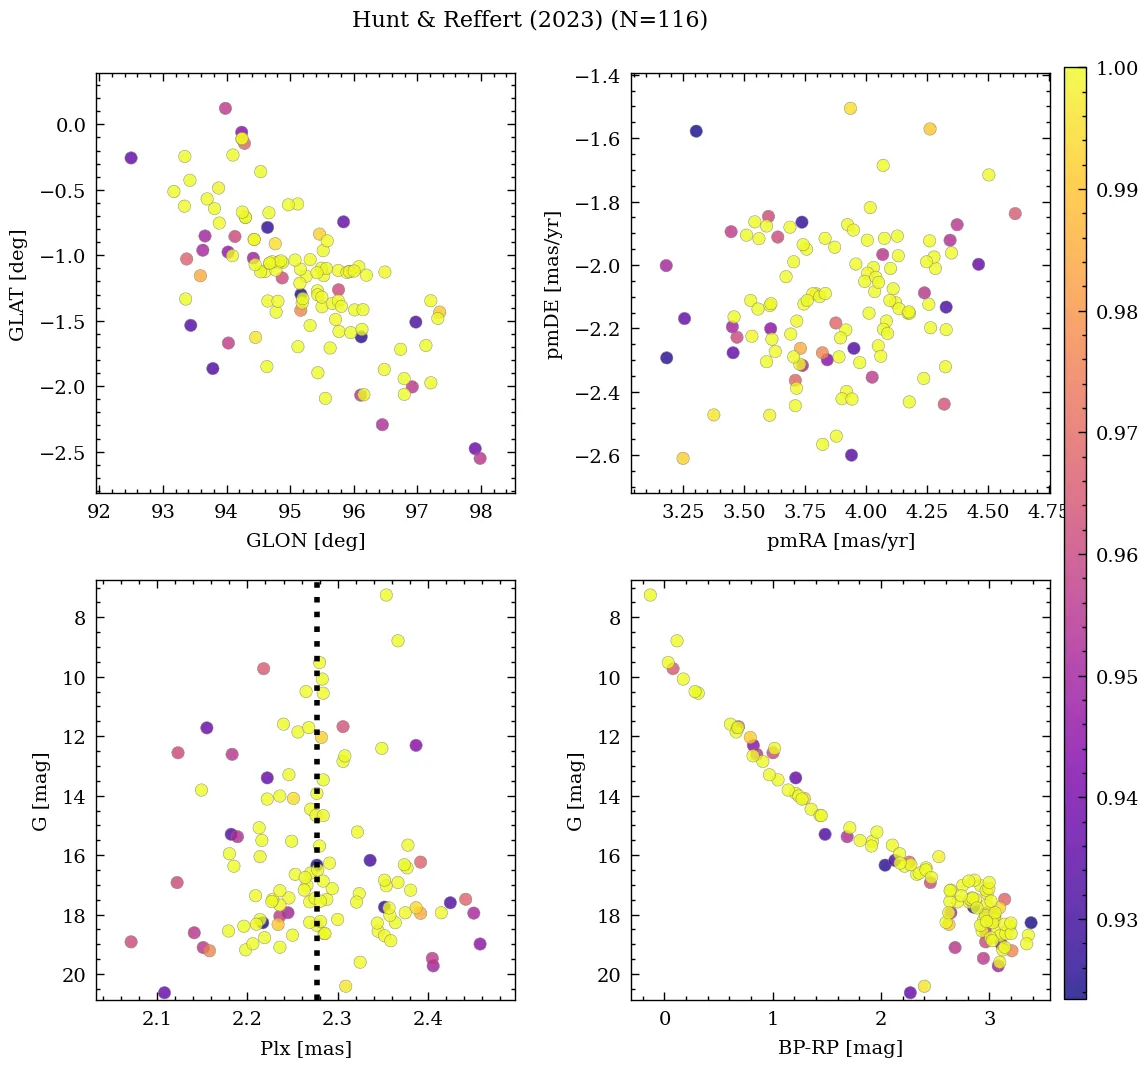 Hunt & Reffert (2023) (N=116)
0.0
−0.5
−1.0
−1.5
−2.0
−2.5
GLAT [deg]
92 93 94 95 96 97 98
GLON [deg]
−1.4
−1.6
−1.8
−2.0
−2.2
−2.4
−2.6
pmDE [mas/yr]
3.25 3.50 3.75 4.00 4.25 4.50 4.75
pmRA [mas/yr]
8
10
12
14
16
18
20
G [mag]
2.1 2.2 2.3 2.4
Plx [mas]
8
10
12
14
16
18
20
G [mag]
0 1 2 3
BP-RP [mag]
1.00
0.99
0.98
0.97
0.96
0.95
0.94
0.93